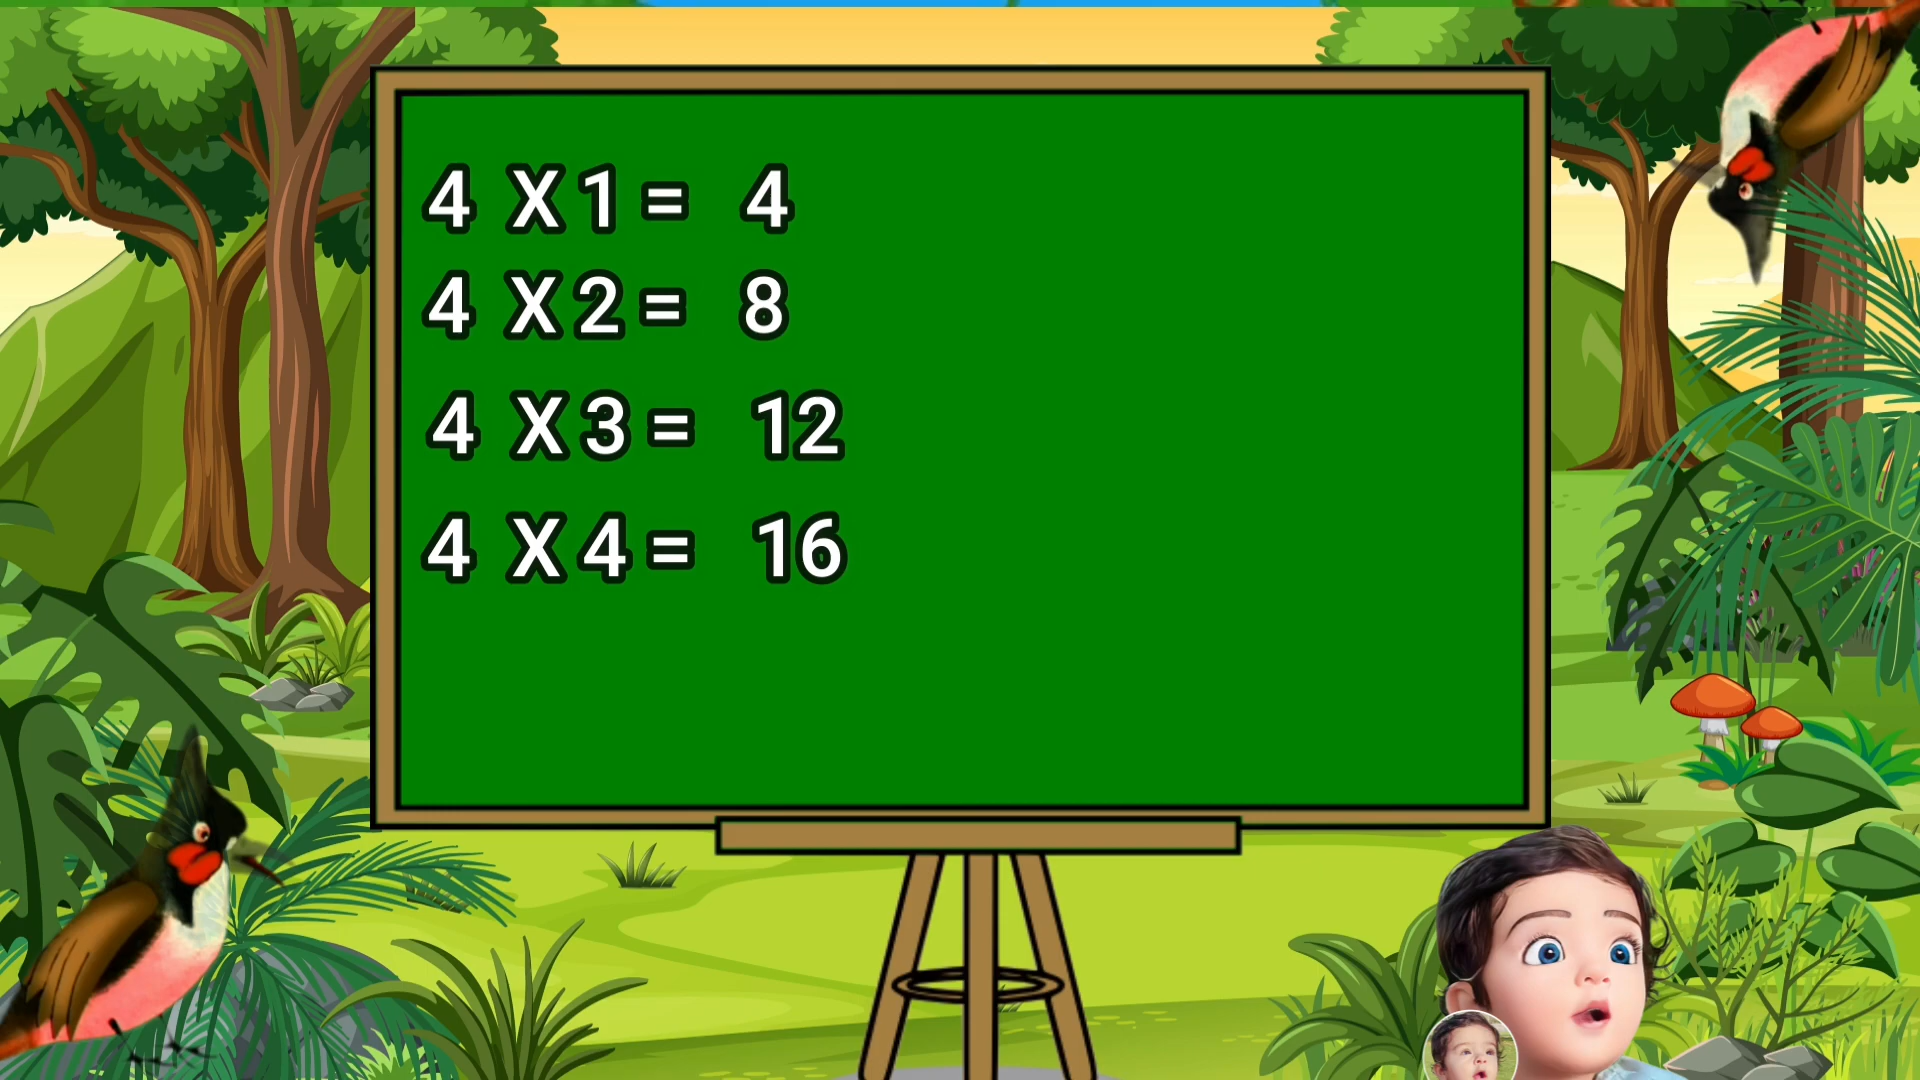 4 X 1 = 4
4 X 2 = 8
4 X 3 = 12
4 X 4 = 16